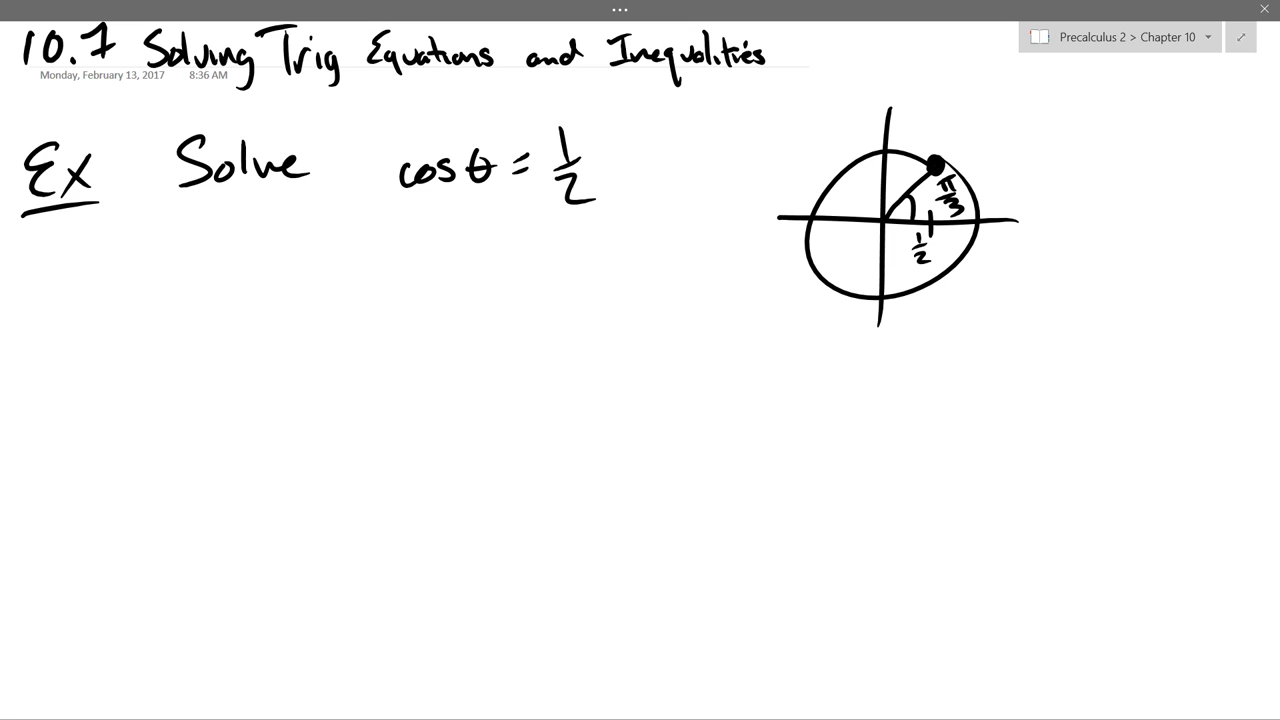 10.7 Solving Trig Equations and Inequalities
Precalculus 2 > Chapter 10
Monday, February 13, 2017 8:36 AM
Ex Solve cosθ = 1/2
π/3
1/2